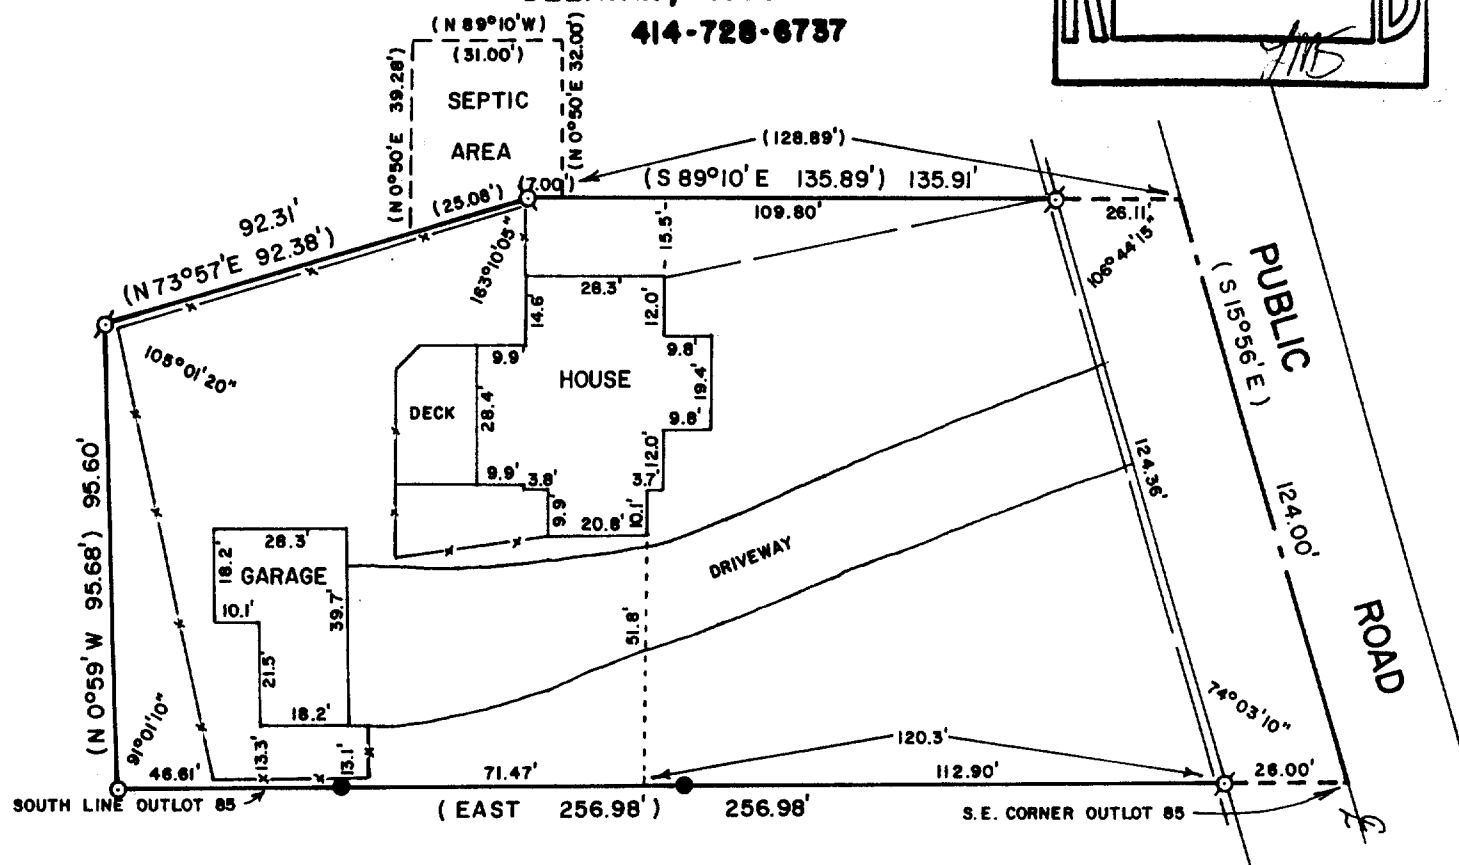 414-728-6737
(N 89°10'W)
(31.00')
(N 0°50'E 39.28')
(N 0°50'E 32.00')
SEPTIC
AREA
(25.08')
(7.00')
(128.89')
(S 89°10'E 135.89') 135.91'
109.80'
26.11'
92.31'
(N 73°57'E 92.38')
163°10'05"
15.5'
106°44'15"
PUBLIC
(S 15°56'E)
105°01'20"
28.3'
14.6'
12.0'
9.9'
9.8'
HOUSE
19.4'
DECK
28.4'
9.8'
12.0'
9.9'
3.8'
3.7'
9.9
10.1'
20.8'
124.36'
124.00'
(N 0°59' W 95.68') 95.60'
28.3'
18.2'
GARAGE
10.1'
39.7'
DRIVEWAY
51.8'
21.5'
18.2'
ROAD
91°01'10"
13.3'
13.1'
74°03'10"
120.3'
46.61'
71.47'
112.90'
26.00'
SOUTH LINE OUTLOT 85
(EAST 256.98') 256.98'
S.E. CORNER OUTLOT 85